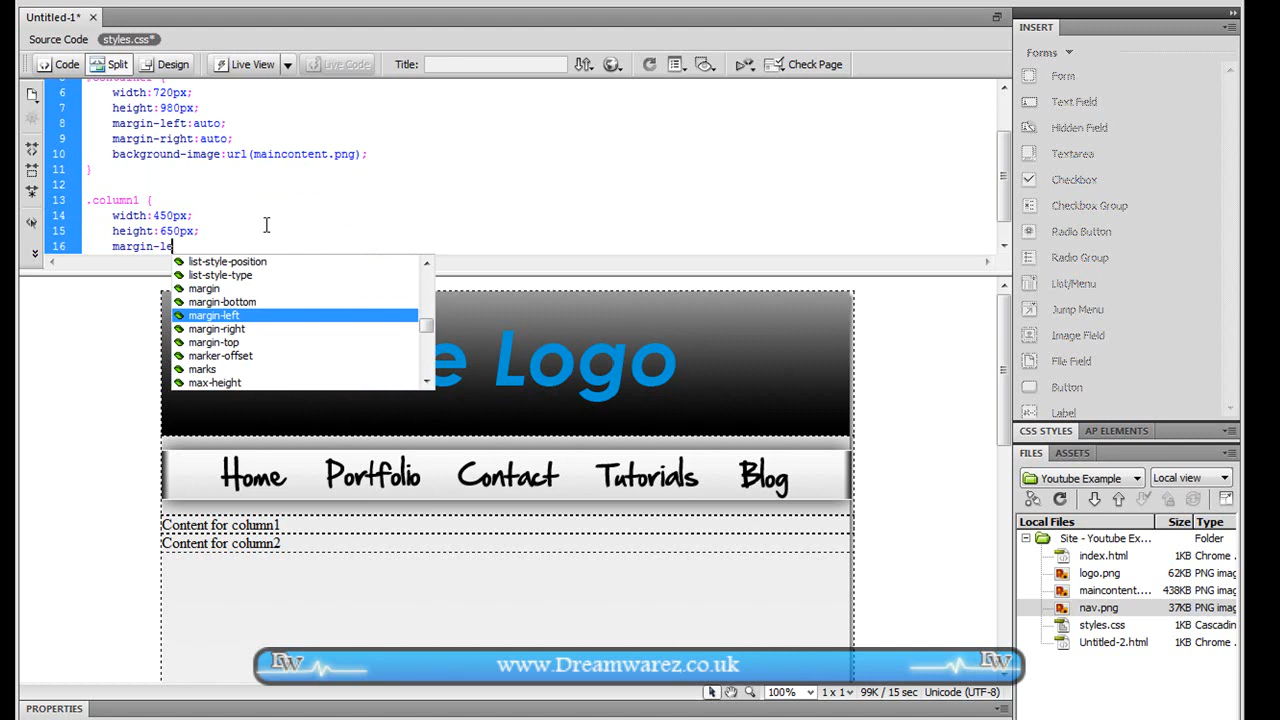 Untitled-1*
INSERT
Source Code styles.css*
Forms
Code Split Design Live View Live Code Title: Check Page
Form
Text Field
Hidden Field
Textarea
Checkbox
Checkbox Group
Radio Button
Radio Group
List/Menu
Jump Menu
Image Field
File Field
Button
Label
6 width:720px;
7 height:980px;
8 margin-left:auto;
9 margin-right:auto;
10 background-image:url(maincontent.png);
11 }
12
13 .column1 {
14 width:450px;
15 height:650px;
16 margin-le
list-style-position
list-style-type
margin
margin-bottom
margin-left
margin-right
margin-top
marker-offset
marks
max-height
e Logo
Home Portfolio Contact Tutorials Blog
Content for column1
Content for column2
CSS STYLES AP ELEMENTS
FILES ASSETS
Youtube Example Local view
Local Files Size Type
Site - Youtube Ex... Folder
index.html 1KB Chrome .
logo.png 62KB PNG imag
maincontent.... 438KB PNG imag
nav.png 37KB PNG imag
styles.css 1KB Cascadin
Untitled-2.html 1KB Chrome .
DW www.Dreamwarez.co.uk DW
100% 1 x 1 99K / 15 sec Unicode (UTF-8)
PROPERTIES